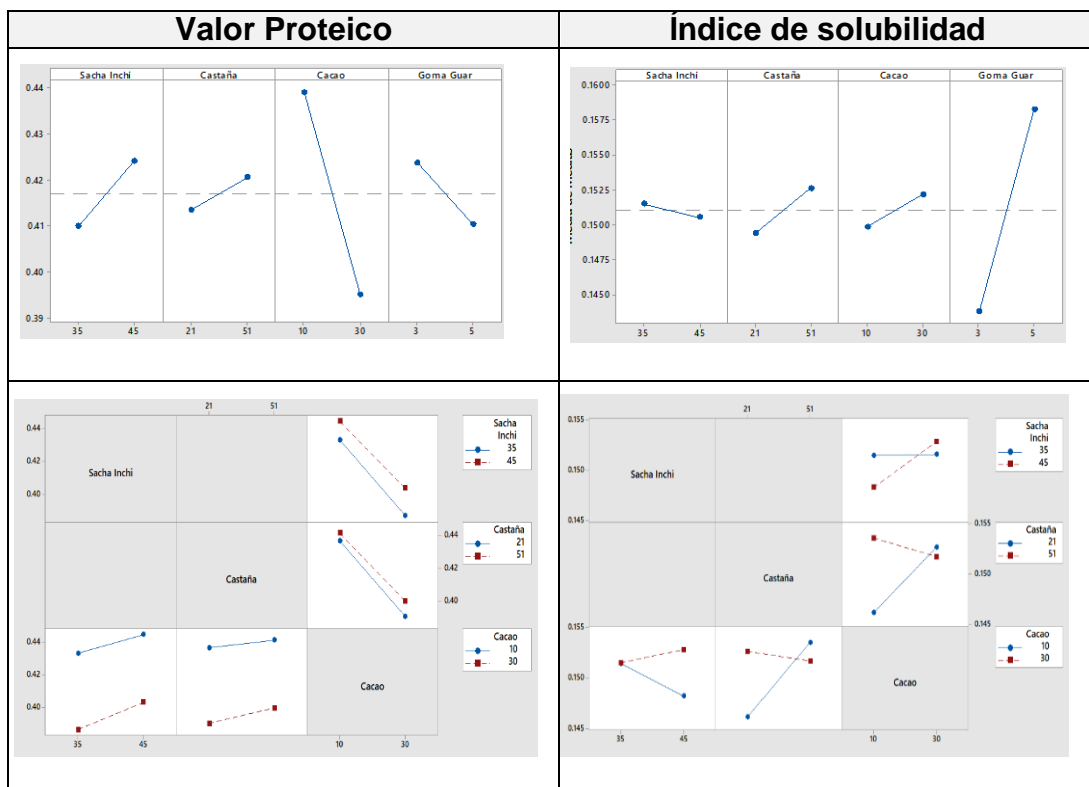 Valor Proteico
Índice de solubilidad
Sacha Inchi Castaña Cacao Goma Guar
0.44
0.43
0.42
0.41
0.40
0.39
35 45 21 51 10 30 3 5
Sacha Inchi Castaña Cacao Goma Guar
0.1600
0.1575
0.1550
0.1525
0.1500
0.1475
0.1450
35 45 21 51 10 30 3 5
21 51
0.44
0.42
0.40
Sacha Inchi
Sacha
Inchi
35
45
Castaña
0.44
0.42
0.40
Castaña
21
51
0.44
0.42
0.40
Cacao
Cacao
10
30
35 45 10 30
21 51
0.155
0.150
0.145
Sacha Inchi
Sacha
Inchi
35
45
Castaña
0.155
0.150
0.145
Castaña
21
51
0.155
0.150
0.145
Cacao
Cacao
10
30
35 45 10 30